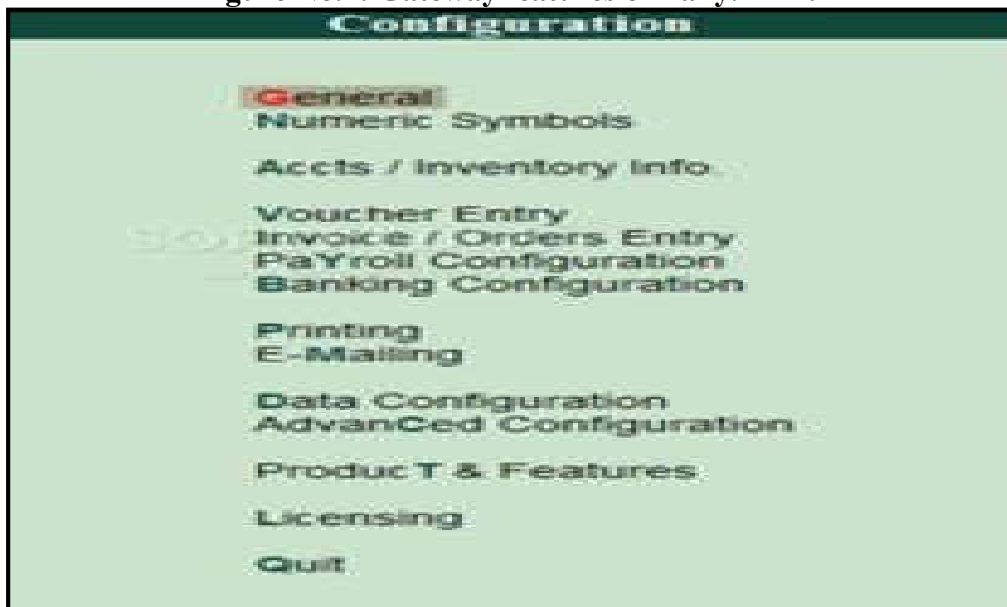 Configuration
General
Numeric Symbols
Accts / Inventory Info.
Voucher Entry
Invoice / Orders Entry
PaYroll Configuration
Banking Configuration
Printing
E-Mailing
Data Configuration
AdvanCed Configuration
ProducT & Features
Licensing
Quit